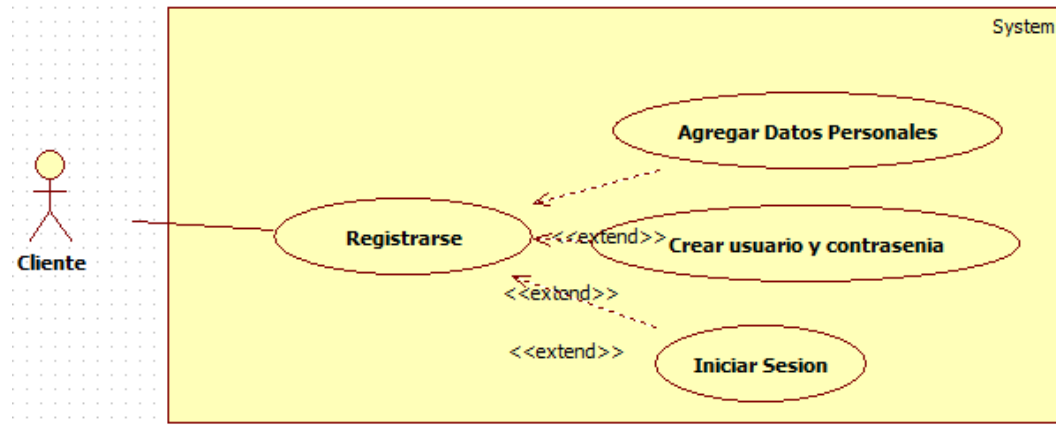 System
Agregar Datos Personales
Registrarse
<<extend>>
Crear usuario y contrasenia
Cliente
<<extend>>
<<extend>>
Iniciar Sesion